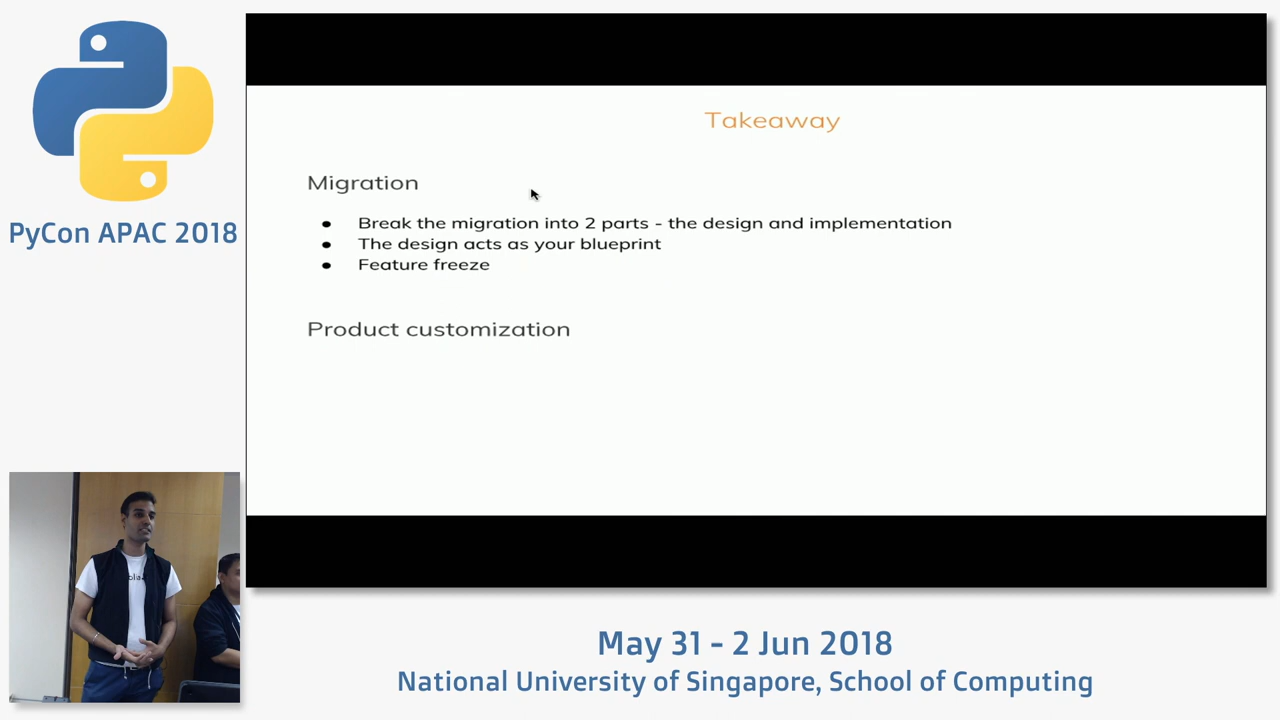 PyCon APAC 2018
Takeaway
Migration
● Break the migration into 2 parts - the design and implementation
● The design acts as your blueprint
● Feature freeze
Product customization
May 31 - 2 Jun 2018
National University of Singapore, School of Computing